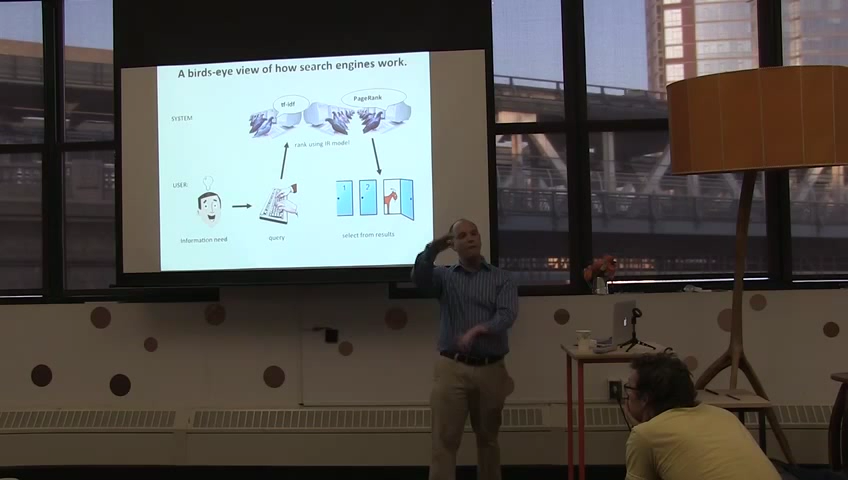 A birds-eye view of how search engines work.
tf-idf
PageRank
SYSTEM
rank using IR model
USER
1
2
information need
query
select from results